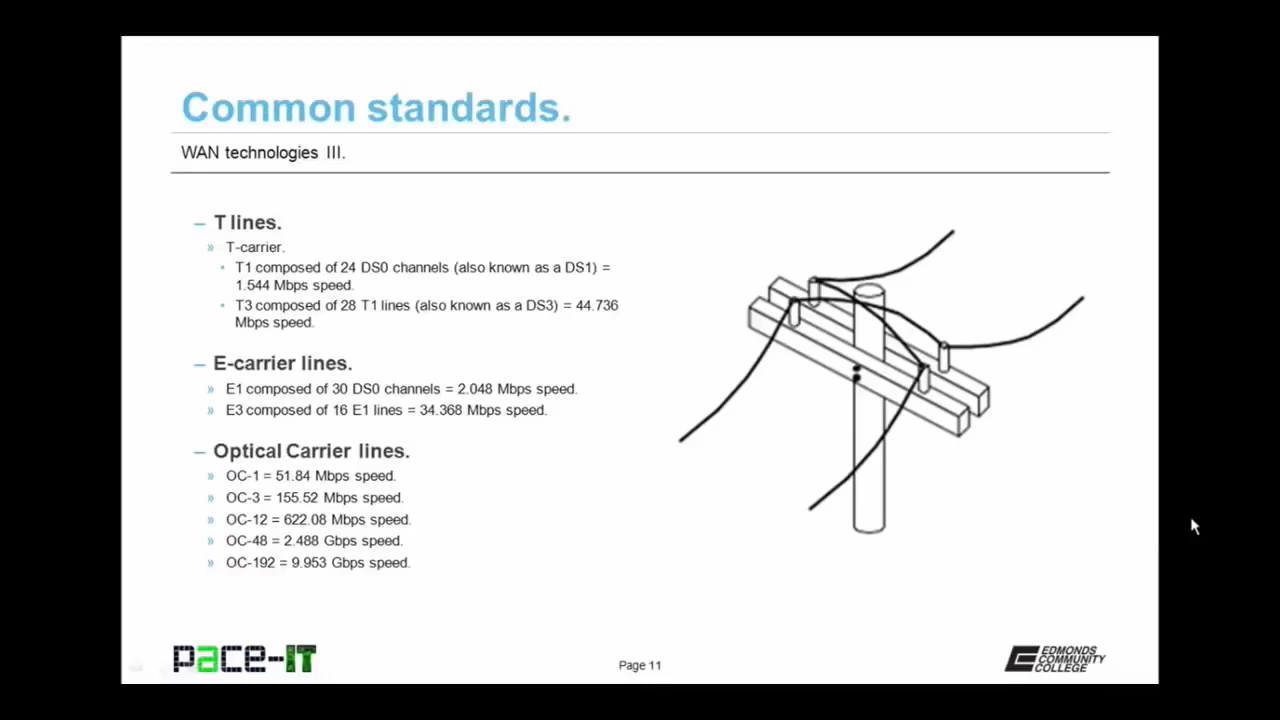 Common standards.
WAN technologies III.
– T lines.
» T-carrier.
• T1 composed of 24 DS0 channels (also known as a DS1) =
1.544 Mbps speed.
• T3 composed of 28 T1 lines (also known as a DS3) = 44.736
Mbps speed.
– E-carrier lines.
» E1 composed of 30 DS0 channels = 2.048 Mbps speed.
» E3 composed of 16 E1 lines = 34.368 Mbps speed.
– Optical Carrier lines.
» OC-1 = 51.84 Mbps speed.
» OC-3 = 155.52 Mbps speed.
» OC-12 = 622.08 Mbps speed.
» OC-48 = 2.488 Gbps speed.
» OC-192 = 9.953 Gbps speed.
pace-IT
Page 11
EDMONDS
COMMUNITY
COLLEGE